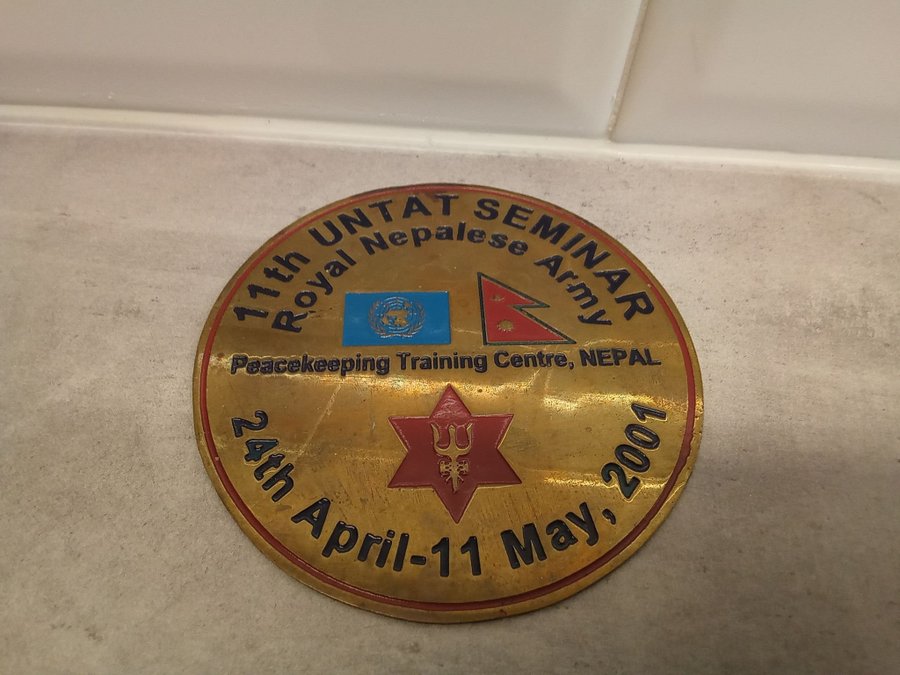 11th UNTAT SEMINAR
Royal Nepalese Army
Peacekeeping Training Centre, NEPAL
24th April-11 May, 2001